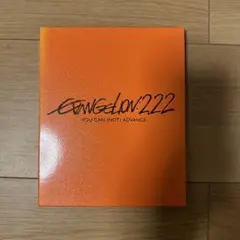 EVANGELION:2.22
YOU CAN (NOT) ADVANCE.